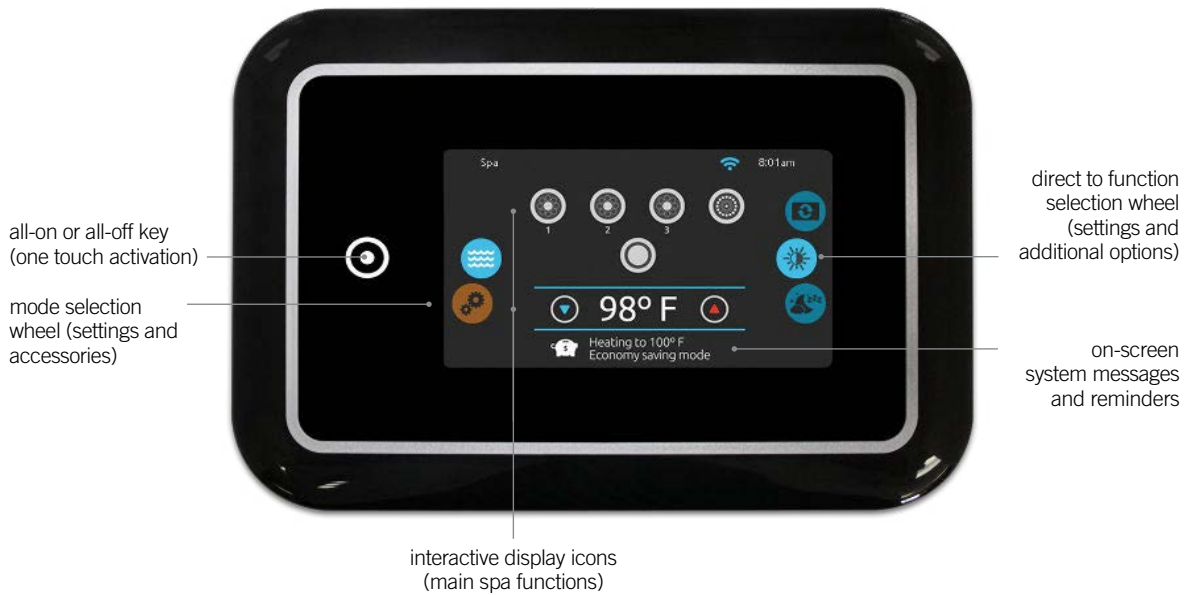 Spa 8:01am
1 2 3
98° F
$
Heating to 100° F
Economy saving mode
zzz
all-on or all-off key
(one touch activation)
mode selection
wheel (settings and
accessories)
direct to function
selection wheel
(settings and
additional options)
on-screen
system messages
and reminders
interactive display icons
(main spa functions)